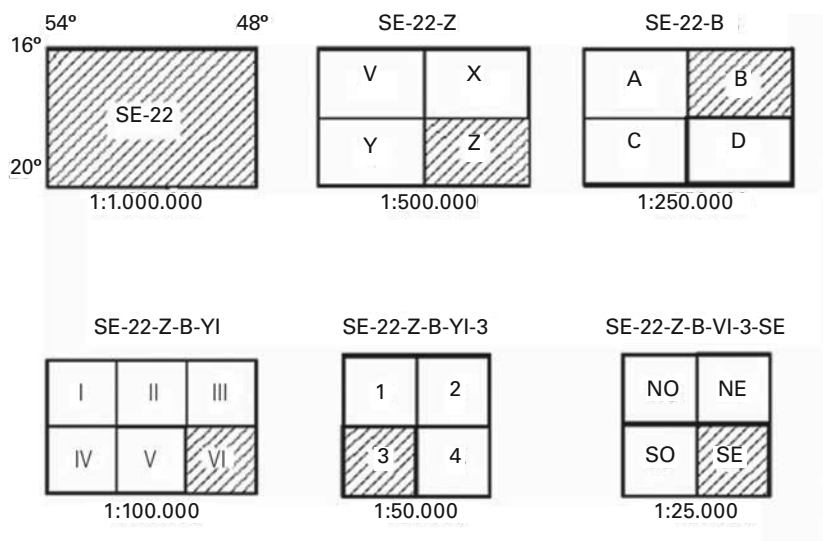 54º 48º
16º
20º
SE-22
1:1.000.000
SE-22-Z
V X
Y Z
1:500.000
SE-22-B
A B
C D
1:250.000
SE-22-Z-B-YI
I II III
IV V VI
1:100.000
SE-22-Z-B-YI-3
1 2
3 4
1:50.000
SE-22-Z-B-VI-3-SE
NO NE
SO SE
1:25.000